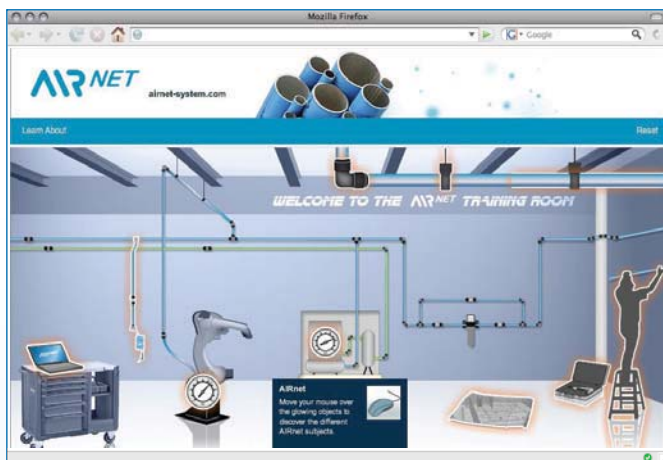 Mozilla Firefox
Google
AIRNET
airnet-system.com
Learn About
Reset
WELCOME TO THE AIRNET TRAINING ROOM
AIRnet
Move your mouse over
the glowing objects to
discover the different
AIRnet subjects.